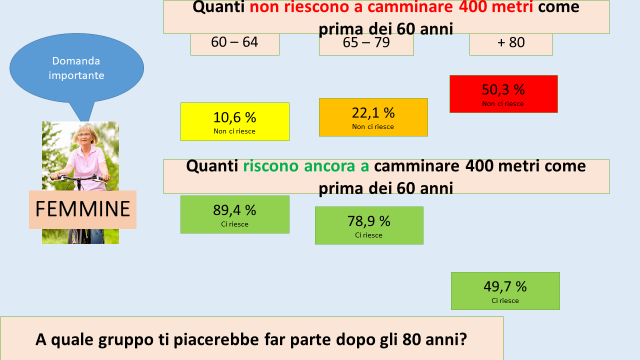 Quanti non riescono a camminare 400 metri come
prima dei 60 anni
60 – 64
65 – 79
+ 80
Domanda
importante
50,3 %
Non ci riesce
10,6 %
Non ci riesce
22,1 %
Non ci riesce
Quanti riscono ancora a camminare 400 metri come
prima dei 60 anni
FEMMINE
89,4 %
Ci riesce
78,9 %
Ci riesce
49,7 %
Ci riesce
A quale gruppo ti piacerebbe far parte dopo gli 80 anni?